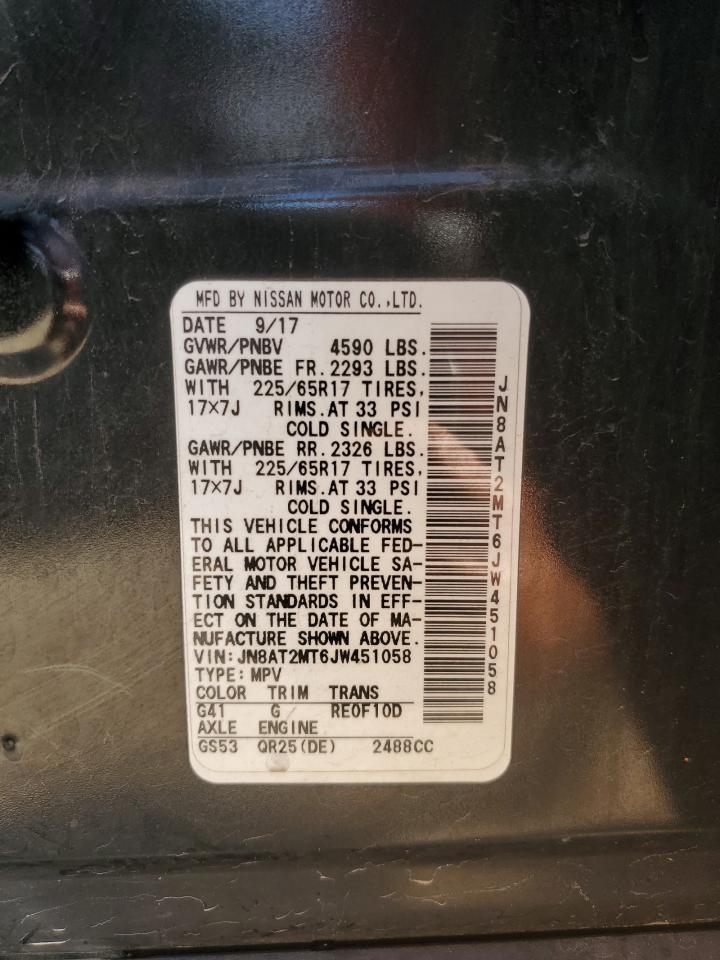 MFD BY NISSAN MOTOR CO.,LTD.
DATE 9/17
GVWR/PNBV 4590 LBS.
GAWR/PNBE FR. 2293 LBS.
WITH 225/65R17 TIRES,
17×7J RIMS. AT 33 PSI
COLD SINGLE.
GAWR/PNBE RR. 2326 LBS.
WITH 225/65R17 TIRES,
17×7J RIMS. AT 33 PSI
COLD SINGLE.
THIS VEHICLE CONFORMS
TO ALL APPLICABLE FED-
ERAL MOTOR VEHICLE SA-
FETY AND THEFT PREVEN-
TION STANDARDS IN EFF-
ECT ON THE DATE OF MA-
NUFACTURE SHOWN ABOVE.
VIN:JN8AT2MT6JW451058
TYPE:MPV
COLOR TRIM TRANS
G41 G RE0F10D
AXLE ENGINE
GS53 QR25(DE) 2488CC
JN8AT2MT6JW451058